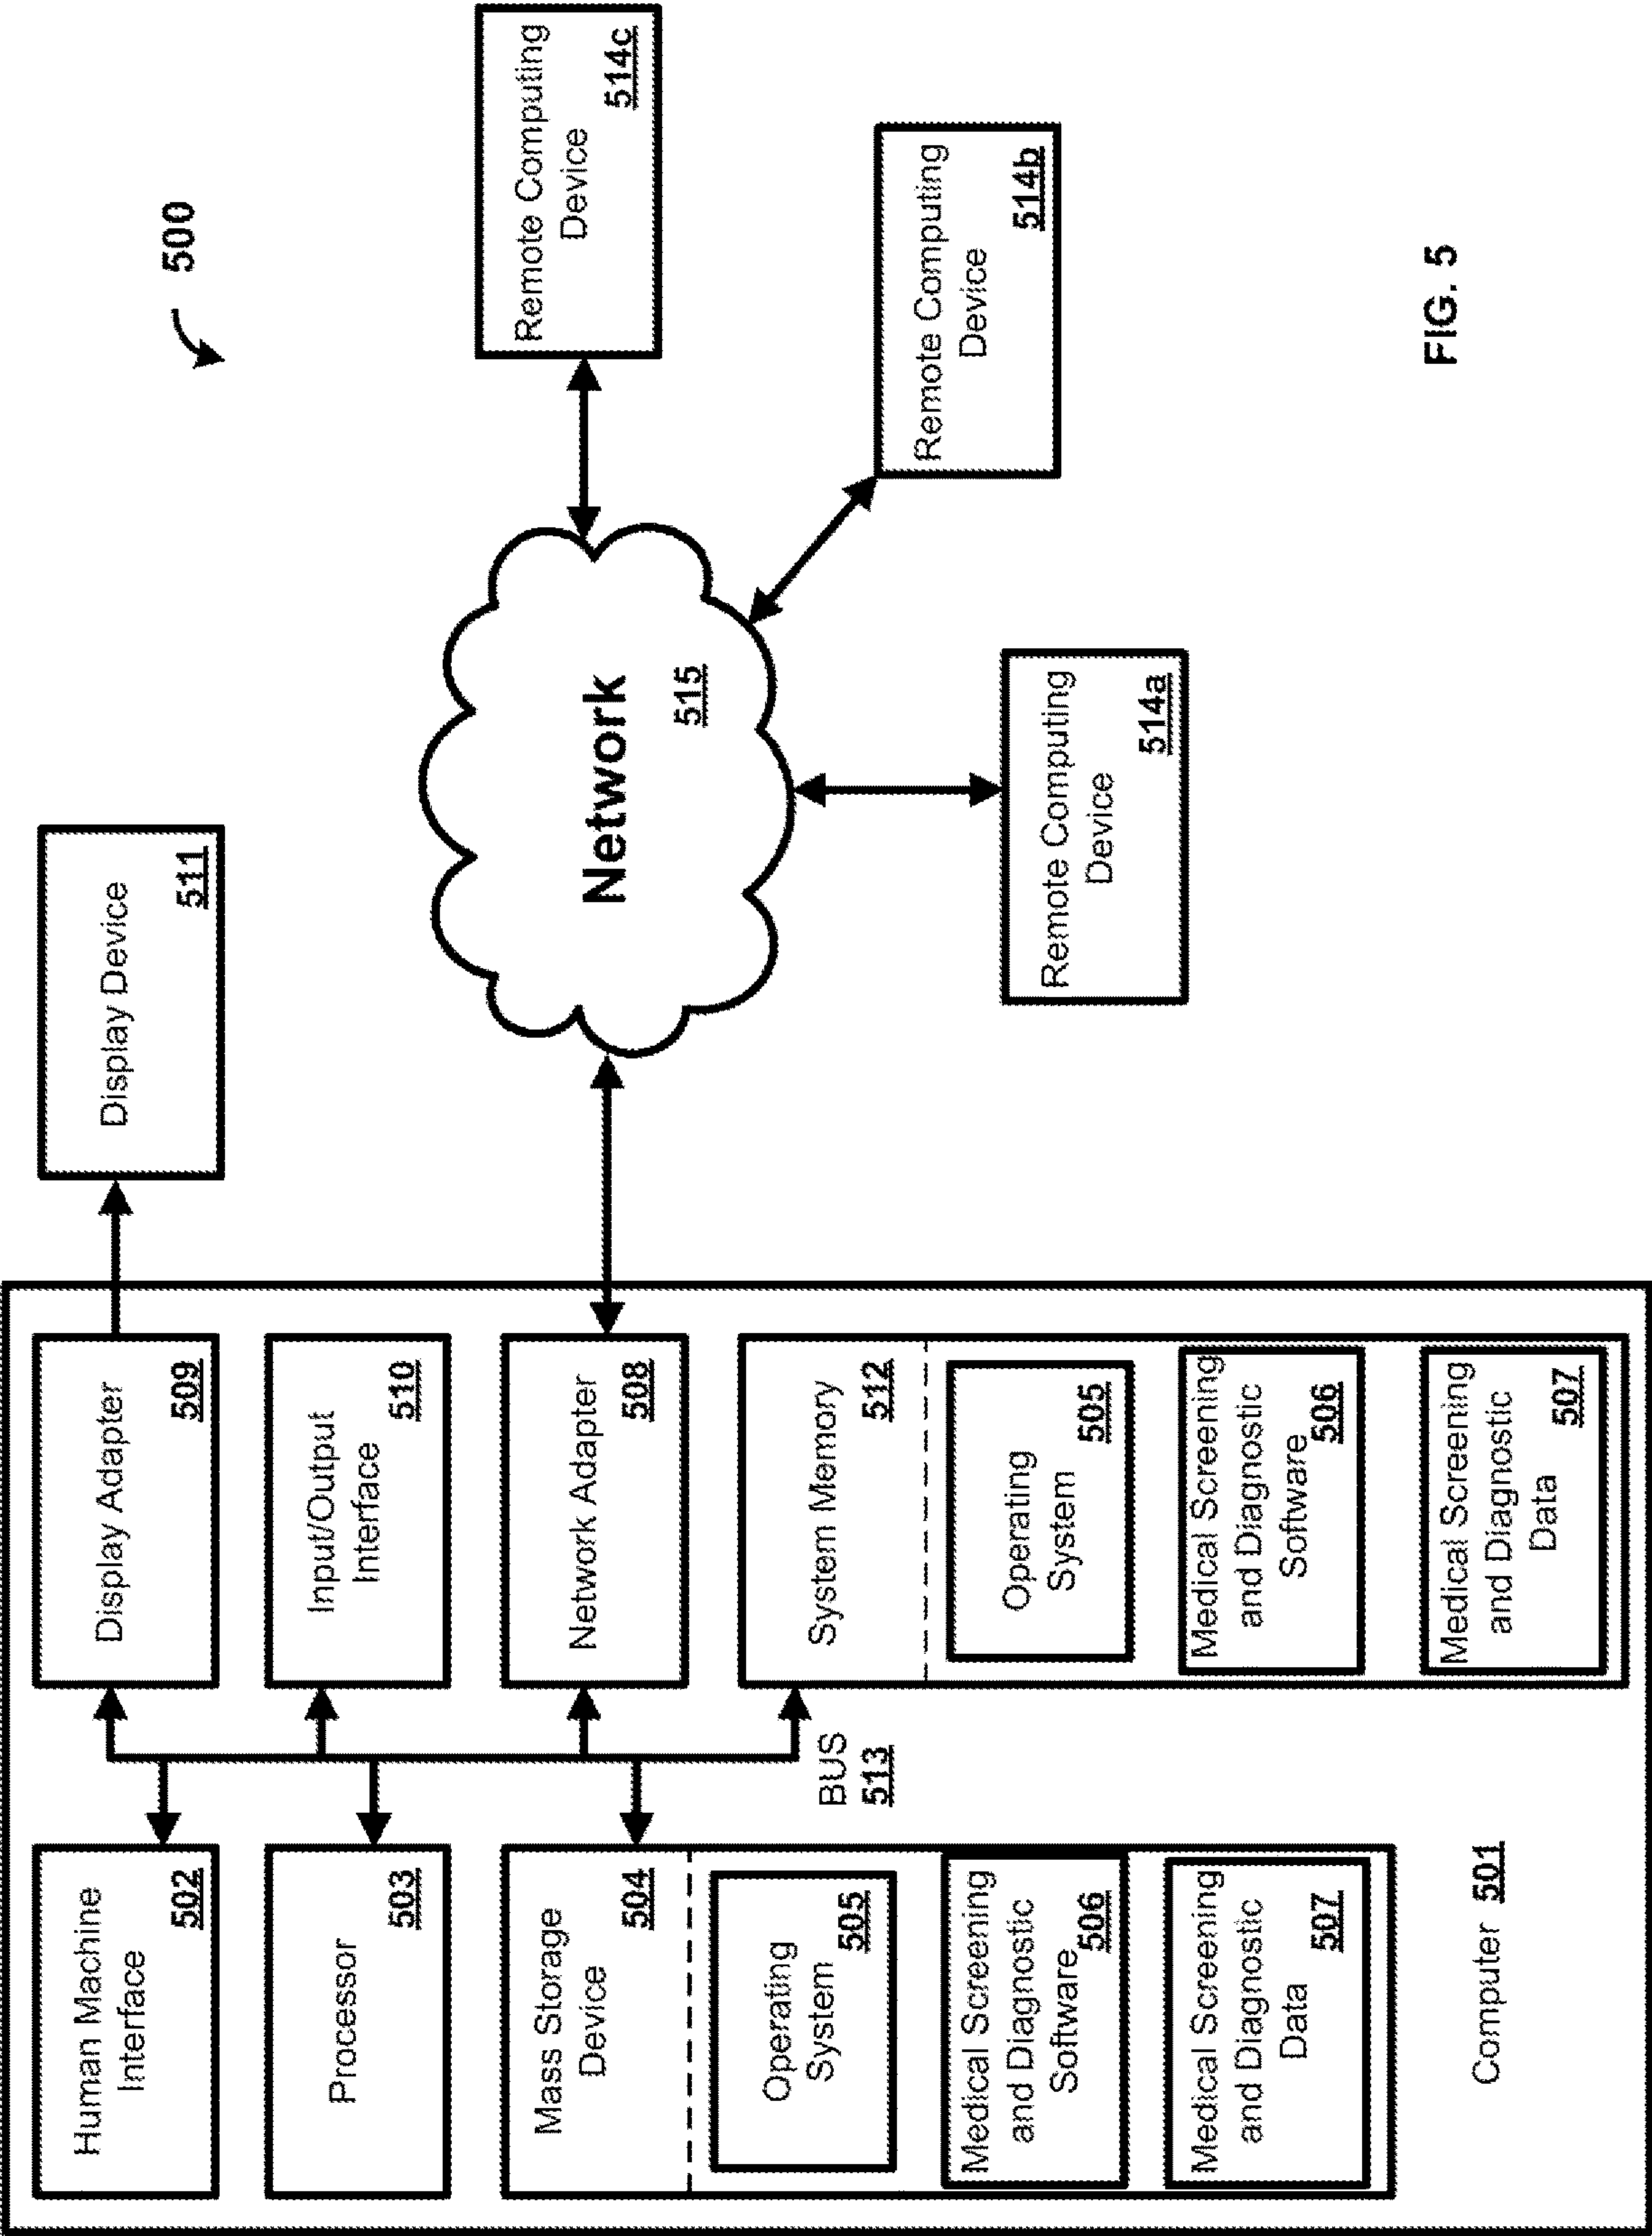 500
Human Machine
Interface
502
Processor
503
Mass Storage
Device
504
Operating
System
505
Medical Screening
and Diagnostic
Software
506
Medical Screening
and Diagnostic
Data
507
Computer 501
BUS
513
Display Adapter
509
Input/Output
Interface
510
Network Adapter
508
System Memory
512
Operating
System
505
Medical Screening
and Diagnostic
Software
506
Medical Screening
and Diagnostic
Data
507
Display Device
511
Network
515
Remote Computing
Device
514a
Remote Computing
Device
514b
Remote Computing
Device
514c
FIG. 5